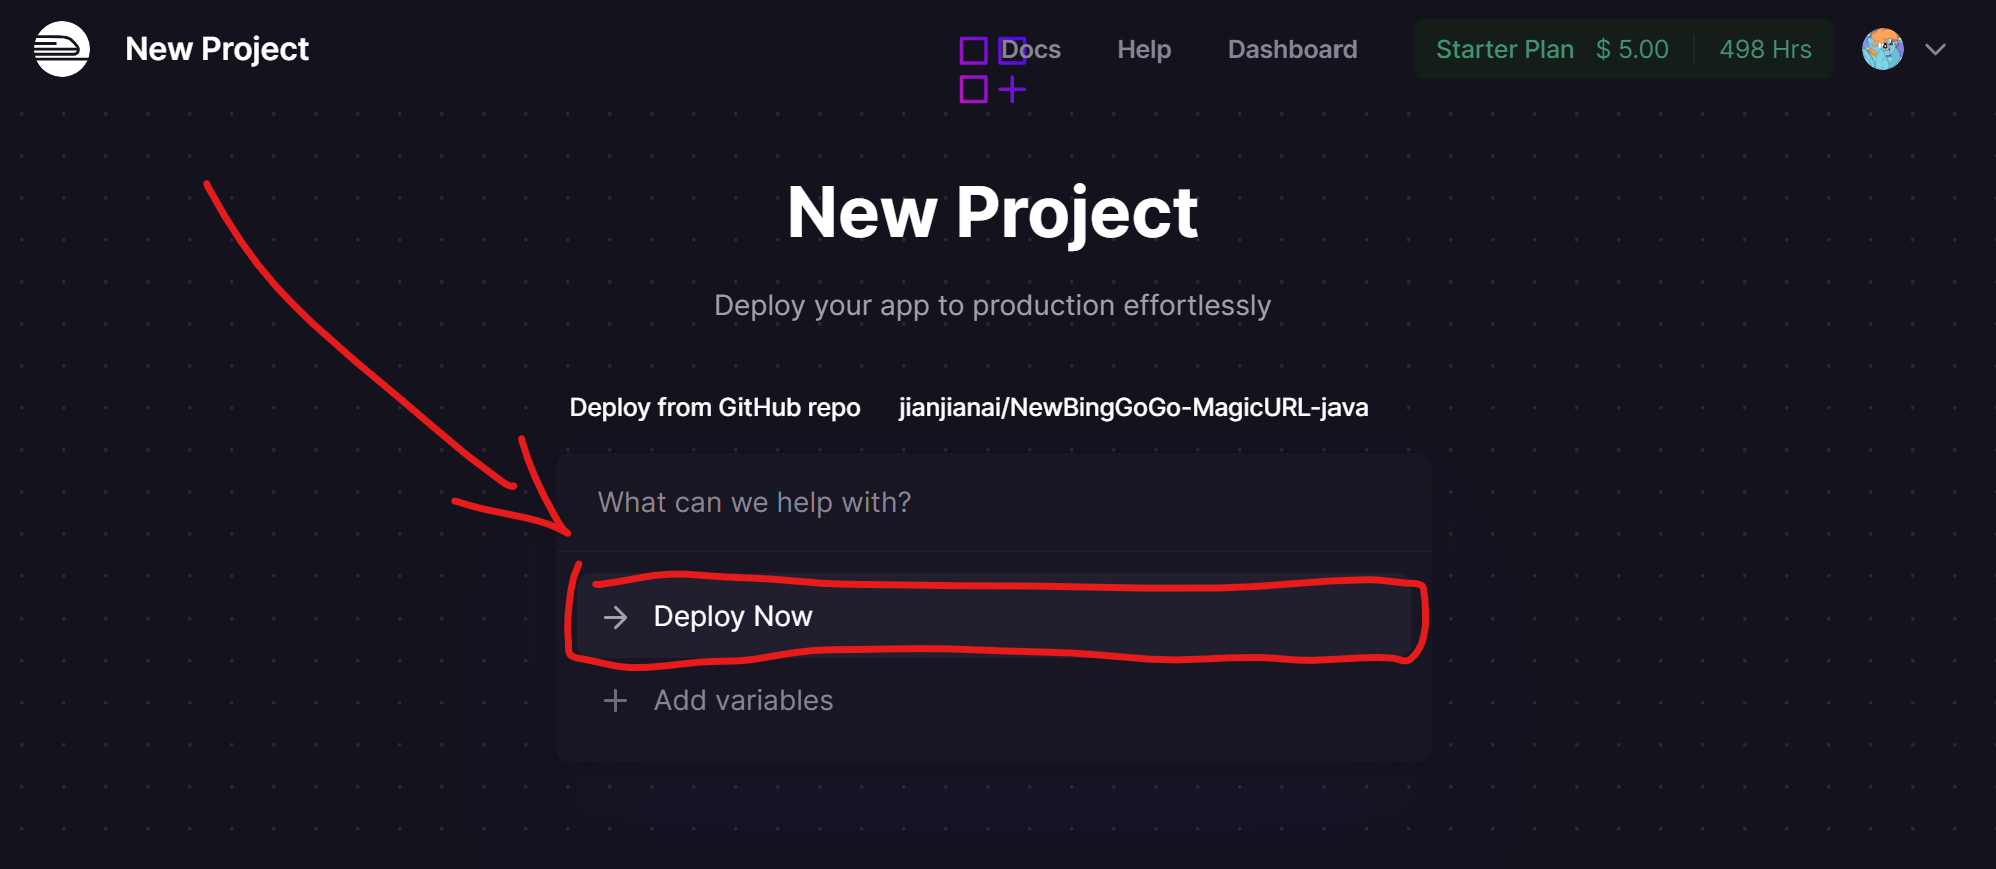 New Project Docs Help Dashboard Starter Plan $ 5.00 498 Hrs
New Project
Deploy your app to production effortlessly
Deploy from GitHub repo jianjianai/NewBingGoGo-MagicURL-java
What can we help with?
Deploy Now
Add variables